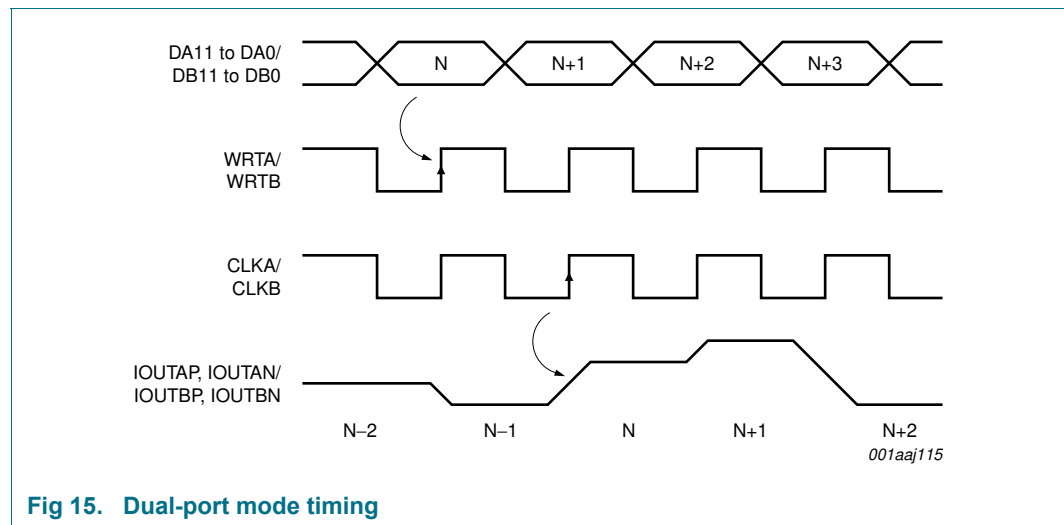 DA11 to DA0/
DB11 to DB0
N
N+1
N+2
N+3
WRTA/
WRTB
CLKA/
CLKB
IOUTAP, IOUTAN/
IOUTBP, IOUTBN
N−2
N−1
N
N+1
N+2
001aaj115
Fig 15. Dual-port mode timing